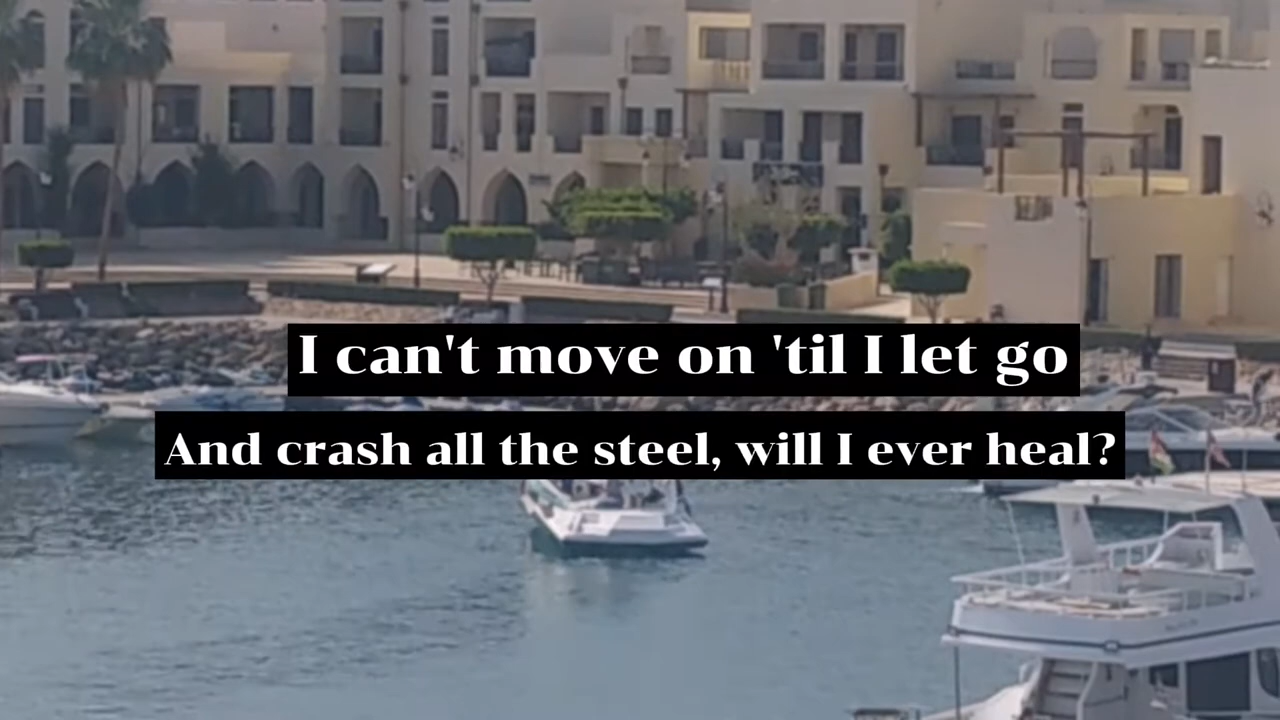 I can't move on 'til I let go
And crash all the steel, will I ever heal?